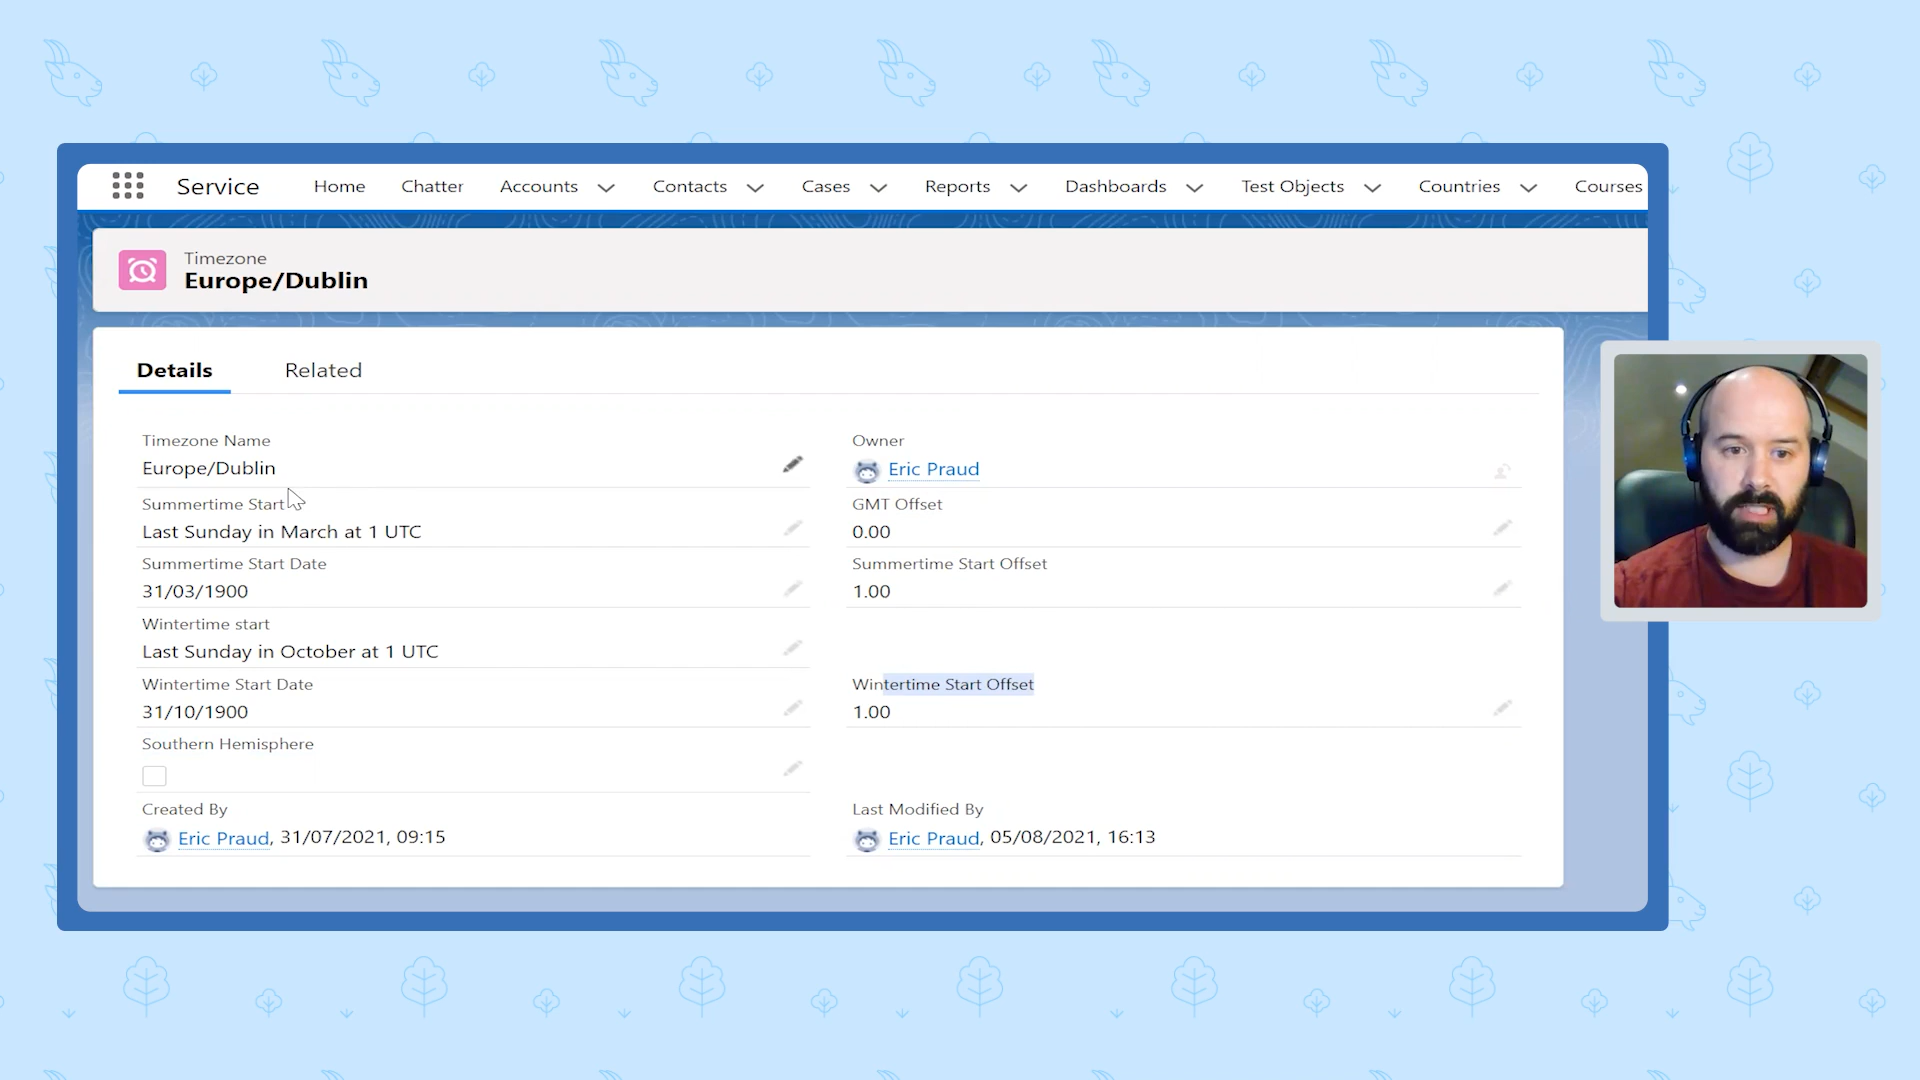 Service Home Chatter Accounts Contacts Cases Reports Dashboards Test Objects Countries Courses
Timezone
Europe/Dublin
Details Related
Timezone Name Owner
Europe/Dublin Eric Praud
Summertime Start GMT Offset
Last Sunday in March at 1 UTC 0.00
Summertime Start Date Summertime Start Offset
31/03/1900 1.00
Wintertime start
Last Sunday in October at 1 UTC
Wintertime Start Date Wintertime Start Offset
31/10/1900 1.00
Southern Hemisphere
Created By Last Modified By
Eric Praud, 31/07/2021, 09:15 Eric Praud, 05/08/2021, 16:13